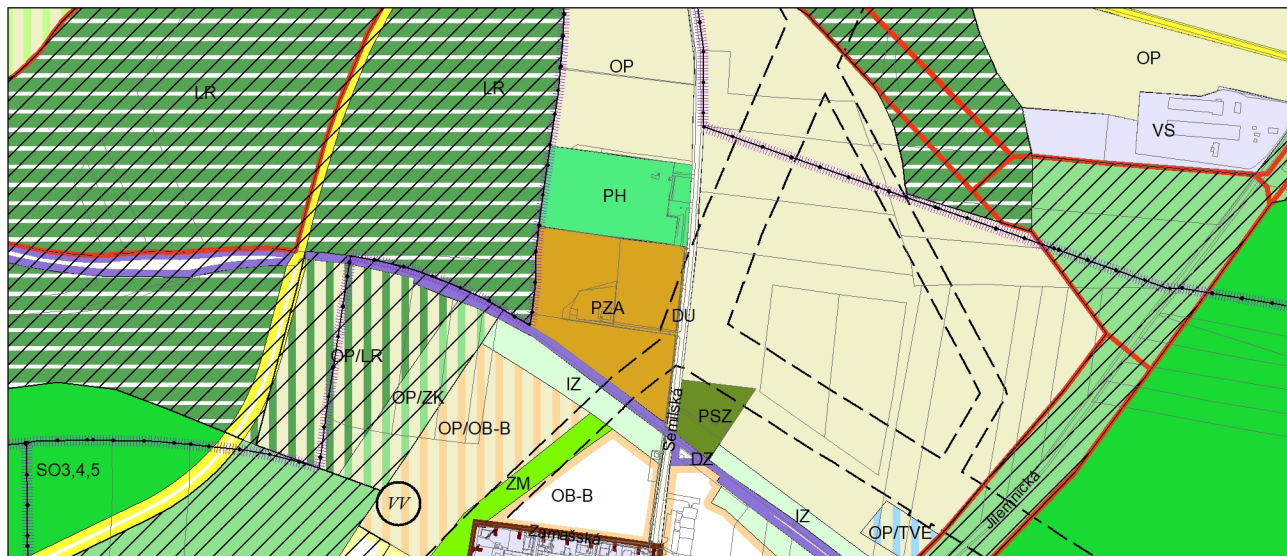 OP
OP
LR
LR
VS
PH
PZA
DU
OP/LR
IZ
OP/ZK
PSZ
OP/OB-B
Semilská
DZ
SO3,4,5
ZM
OB-B
IZ
VV
Jilemnická
OP/TVE
Zamašská